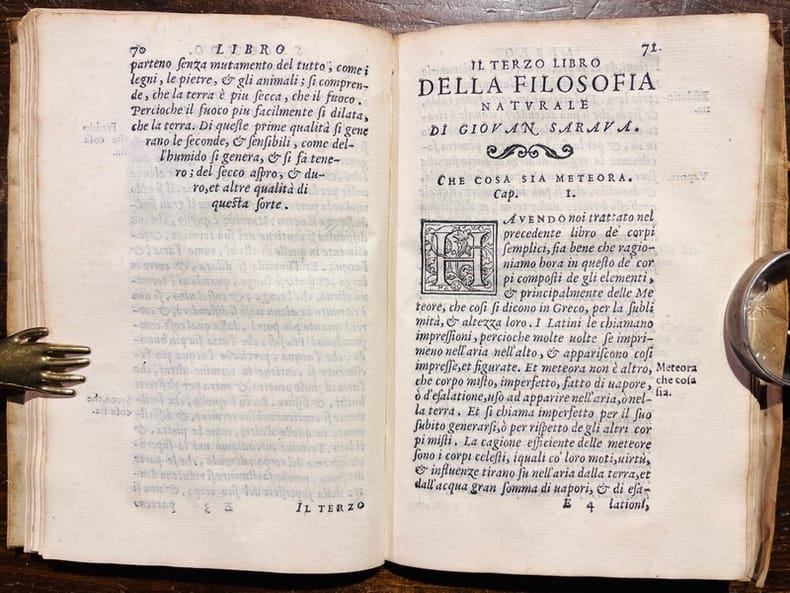 70 LIBRO
parteno senza mutamento del tutto, come i
legni, le pietre, & gli animali; si compren-
de, che la terra è piu secca, che il fuoco.
Percioche il fuoco piu facilmente si dilata,
che la terra. Di queste prime qualità si gene
rano le seconde, & sensibili, come del-
l'humido si genera, & si fa tene-
ro; del secco aspro, & du-
ro, et altre qualità di
questa sorte.
IL TERZO
71
IL TERZO LIBRO
DELLA FILOSOFIA
NATVRALE
DI GIOVAN SARAVA.
CHE COSA SIA METEORA.
Cap. I.
HAVENDO noi trattato nel
precedente libro de' corpi
semplici, sia bene che ragio-
niamo hora in questo de' cor
pi composti de gli elementi,
& principalmente delle Me
teore, che cosi si dicono in Greco, per la subli
mità, & altezza loro. I Latini le chiamano
impressioni, percioche molte uolte se impri-
meno nell'aria nell'alto, & appariscono cosi
impresse, et figurate. Et meteora non è altro,
che corpo misto, imperfetto, fatto di uapore,
ò d'esalatione, uso ad apparire nell'aria, ò nel-
la terra. Et si chiama imperfetto per il suo
subito generarsi, ò per rispetto de gli altri cor
pi misti. La cagione efficiente delle meteore
sono i corpi celesti, iquali co' loro moti, uirtù,
& influenze tirano su nell'aria dalla terra, et
dall'acqua gran somma di uapori, & di esa-
E 4 lationi,
Meteora
che cosa
sia.